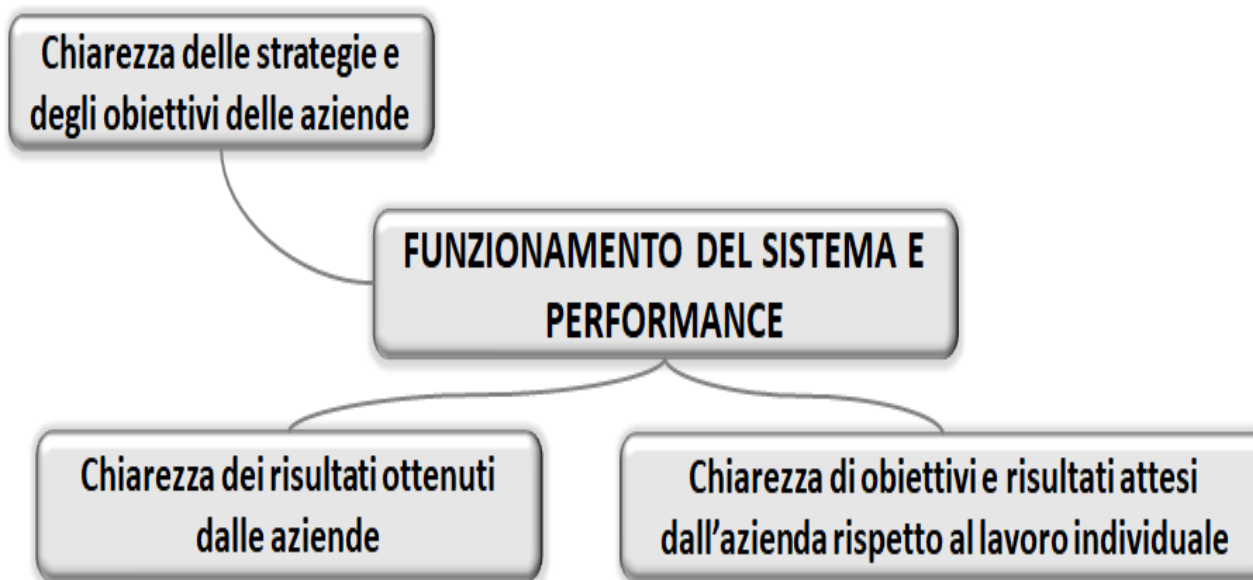 Chiarezza delle strategie e
degli obiettivi delle aziende
FUNZIONAMENTO DEL SISTEMA E
PERFORMANCE
Chiarezza dei risultati ottenuti
dalle aziende
Chiarezza di obiettivi e risultati attesi
dall'azienda rispetto al lavoro individuale